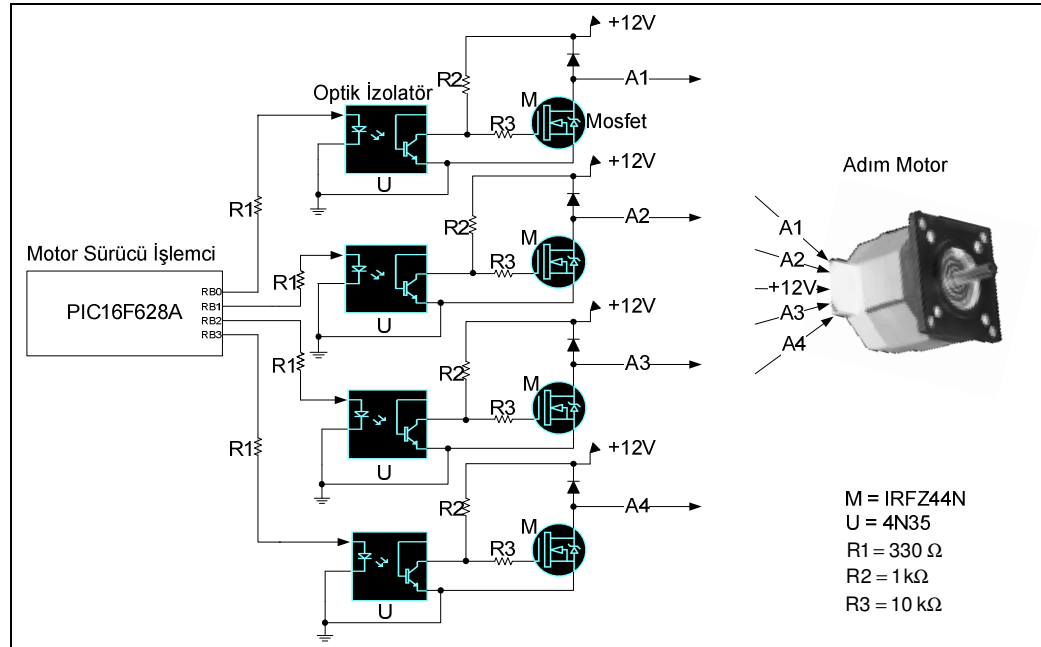 +12V
A1
R2
Optik İzolatör
M
Mosfet
R3
U
R1
+12V
A2
R2
M
R3
U
R1
Motor Sürücü İşlemci
PIC16F628A
RB0
RB1
RB2
RB3
+12V
A3
R2
M
R3
U
R1
+12V
A4
R2
M
R3
U
R1
Adım Motor
A1
A2
+12V
A3
A4
M = IRFZ44N
U = 4N35
R1 = 330 Ω
R2 = 1 kΩ
R3 = 10 kΩ